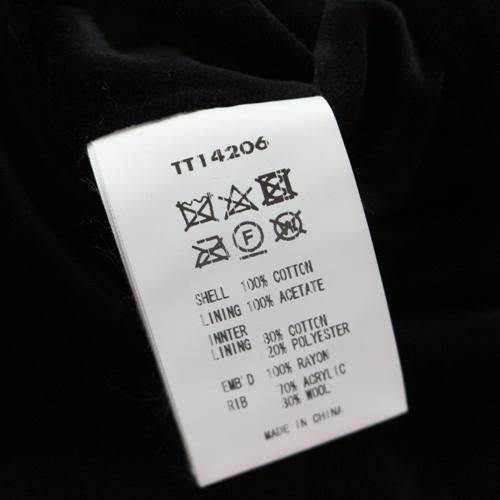 TT14206
F
W
SHELL 100% COTTON
LINING 100% ACETATE
INNTER
LINING 80% COTTON
20% POLYESTER
EMB'D 100% RAYON
RIB 70% ACRYLIC
30% WOOL
MADE IN CHINA